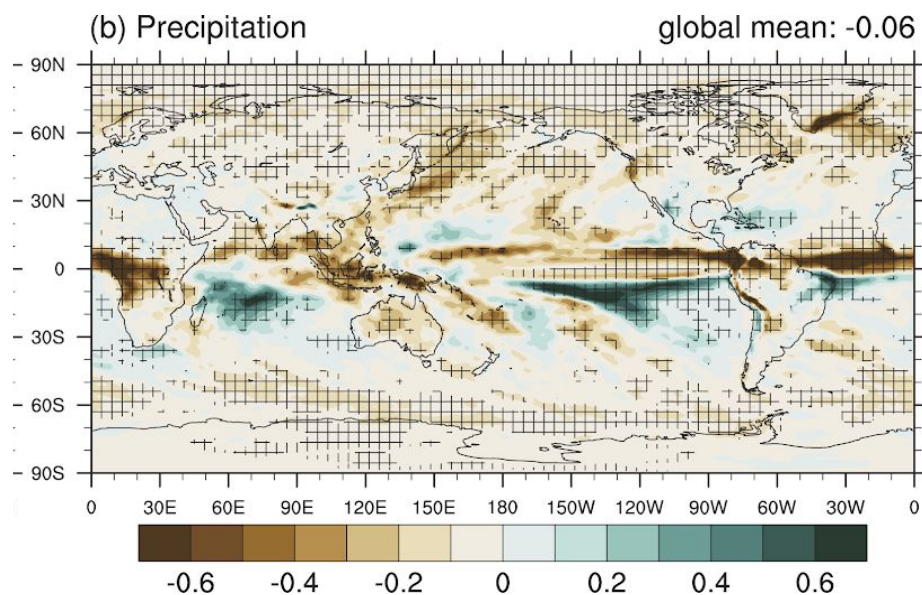 (b) Precipitation global mean: -0.06
90N
60N
30N
0
30S
60S
90S
0 30E 60E 90E 120E 150E 180 150W 120W 90W 60W 30W 0
-0.6 -0.4 -0.2 0 0.2 0.4 0.6